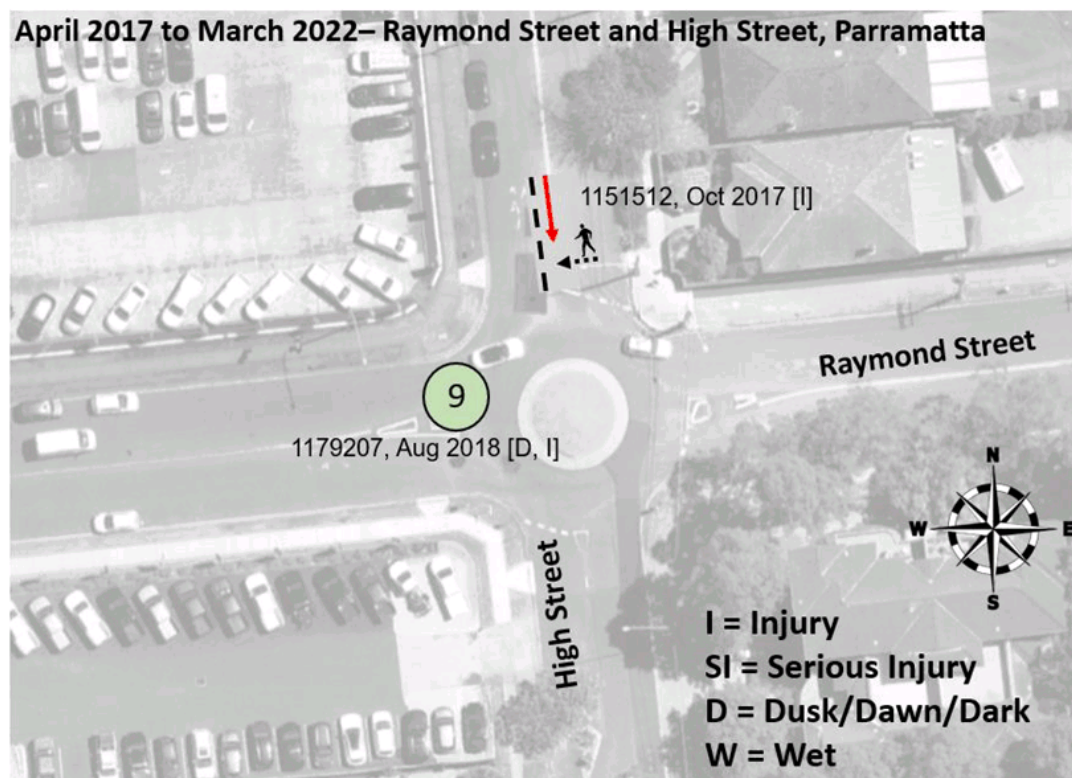 April 2017 to March 2022– Raymond Street and High Street, Parramatta
1151512, Oct 2017 [I]
Raymond Street
9
1179207, Aug 2018 [D, I]
N
W
E
S
High Street
I = Injury
SI = Serious Injury
D = Dusk/Dawn/Dark
W = Wet